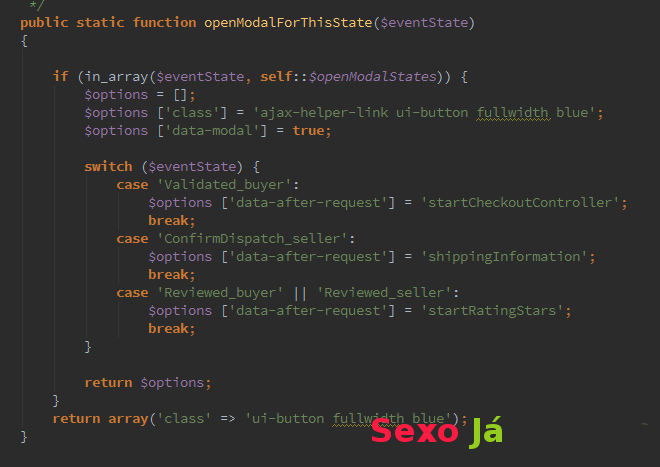 */
public static function openModalForThisState($eventState)
{
if (in_array($eventState, self::$openModalStates)) {
$options = [];
$options ['class'] = 'ajax-helper-link ui-button fullwidth blue';
$options ['data-modal'] = true;
switch ($eventState) {
case 'Validated_buyer':
$options ['data-after-request'] = 'startCheckoutController';
break;
case 'ConfirmDispatch_seller':
$options ['data-after-request'] = 'shippingInformation';
break;
case 'Reviewed_buyer' || 'Reviewed_seller':
$options ['data-after-request'] = 'startRatingStars';
break;
}
return $options;
}
return array('class' => 'ui-button fullwidth blue');
Sexo Já
}